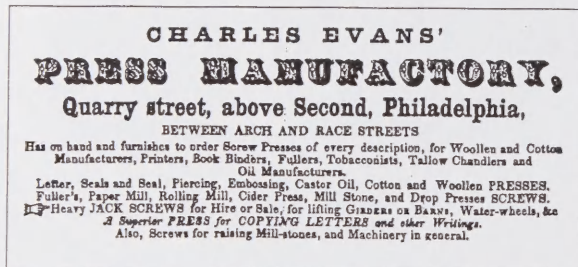 CHARLES EVANS'
PRESS MANUFACTORY,
Quarry street, above Second, Philadelphia,
BETWEEN ARCH AND RACE STREETS
Has on hand and furnishes to order Screw Presses of every description, for Woollen and Cotton
Manufacturers, Printers, Book Binders, Fullers, Tobacconists, Tallow Chandlers and
Oil Manufacturers.
Letter, Seals and Seal, Piercing, Embossing, Castor Oil, Cotton and Woollen PRESSES.
Fuller's, Paper Mill, Rolling Mill, Cider Press, Mill Stone, and Drop Presses SCREWS.
☞Heavy JACK SCREWS for Hire or Sale, for lifting GIRDERS or BARNS, Water-wheels, &c
A Superior PRESS for COPYING LETTERS and other Writings.
Also, Screws for raising Mill-stones, and Machinery in general.